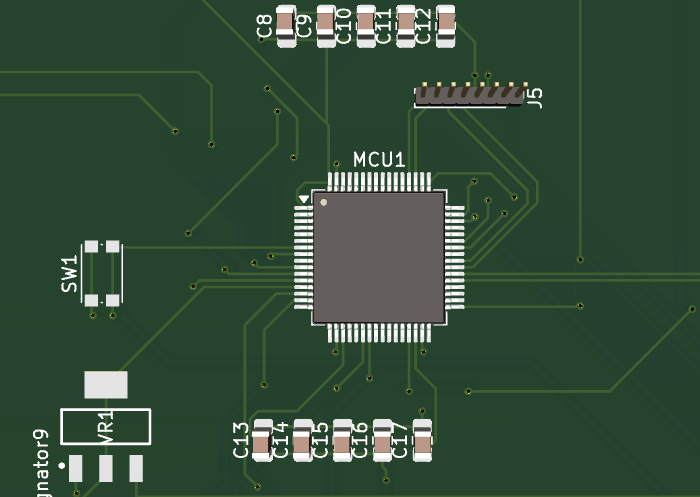 C8 C9 C10 C11 C12
J5
MCU1
SW1
VR1
gnator9
C13 C14 C15 C16 C17